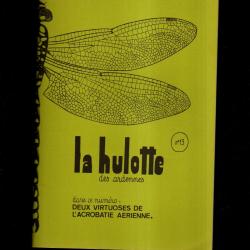 la hulotte
des ardennes
n°13
dans ce numéro :
DEUX VIRTUOSES DE
L'ACROBATIE AERIENNE.